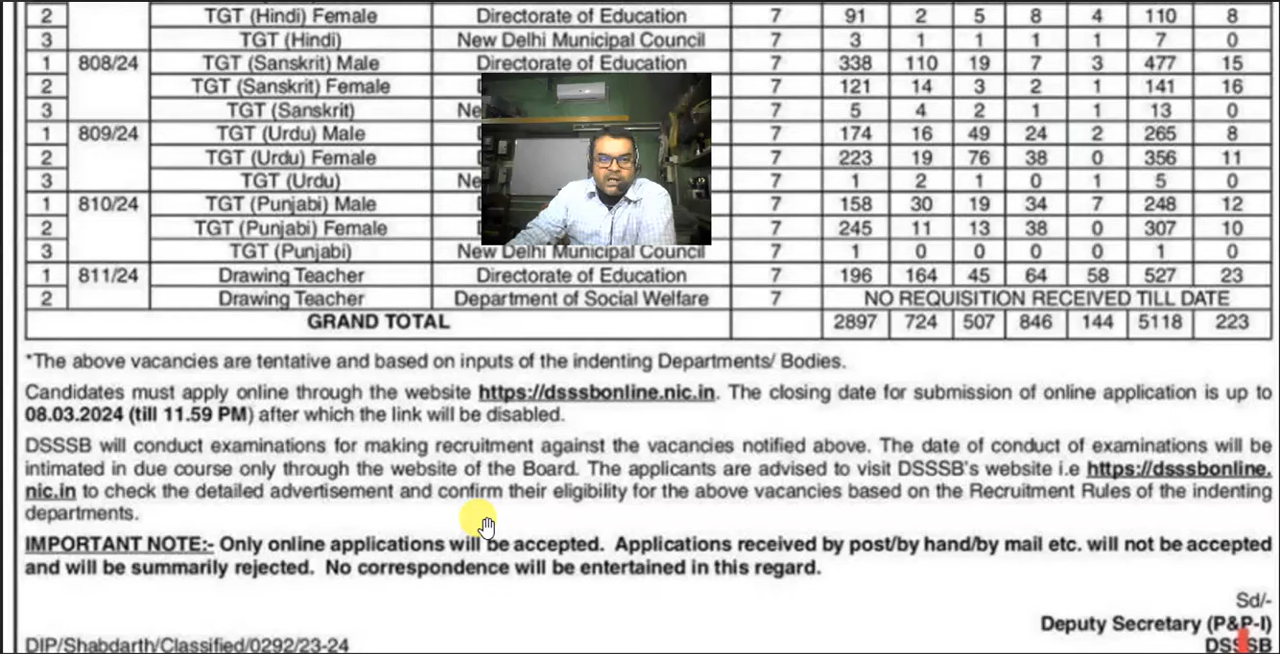 2 TGT (Hindi) Female Directorate of Education 7 91 2 5 8 4 110 8
3 TGT (Hindi) New Delhi Municipal Council 7 3 1 1 1 1 7 0
1 808/24 TGT (Sanskrit) Male Directorate of Education 7 338 110 19 7 3 477 15
2 TGT (Sanskrit) Female 7 121 14 3 2 1 141 16
3 TGT (Sanskrit) Ne 7 5 4 2 1 1 13 0
1 809/24 TGT (Urdu) Male 7 174 16 49 24 2 265 8
2 TGT (Urdu) Female 7 223 19 76 38 0 356 11
3 TGT (Urdu) Ne 7 1 2 1 0 1 5 0
1 810/24 TGT (Punjabi) Male 7 158 30 19 34 7 248 12
2 TGT (Punjabi) Female 7 245 11 13 38 0 307 10
3 TGT (Punjabi) New Delhi Municipal Council 7 1 0 0 0 0 1 0
1 811/24 Drawing Teacher Directorate of Education 7 196 164 45 64 58 527 23
2 Drawing Teacher Department of Social Welfare 7 NO REQUISITION RECEIVED TILL DATE
GRAND TOTAL 2897 724 507 846 144 5118 223
*The above vacancies are tentative and based on inputs of the indenting Departments/ Bodies.
Candidates must apply online through the website https://dsssbonline.nic.in. The closing date for submission of online application is up to
08.03.2024 (till 11.59 PM) after which the link will be disabled.
DSSSB will conduct examinations for making recruitment against the vacancies notified above. The date of conduct of examinations will be
intimated in due course only through the website of the Board. The applicants are advised to visit DSSSB's website i.e https://dsssbonline.
nic.in to check the detailed advertisement and confirm their eligibility for the above vacancies based on the Recruitment Rules of the indenting
departments.
IMPORTANT NOTE:- Only online applications will be accepted. Applications received by post/by hand/by mail etc. will not be accepted
and will be summarily rejected. No correspondence will be entertained in this regard.
Sd/-
Deputy Secretary (P&P-I)
DIP/Shabdarth/Classified/0292/23-24 DSSSB